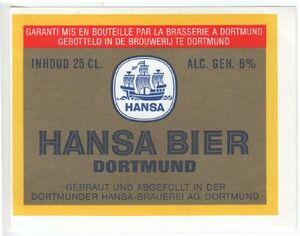 GARANTI MIS EN BOUTEILLE PAR LA BRASSERIE A DORTMUND
GEBOTTELD IN DE BROUWERIJ TE DORTMUND
INHOUD 25 CL.
ALC. GEH. 6%
HANSA
HANSA BIER
DORTMUND
GEBRAUT UND ABGEFÜLLT IN DER
DORTMUNDER HANSA-BRAUEREI AG, DORTMUND